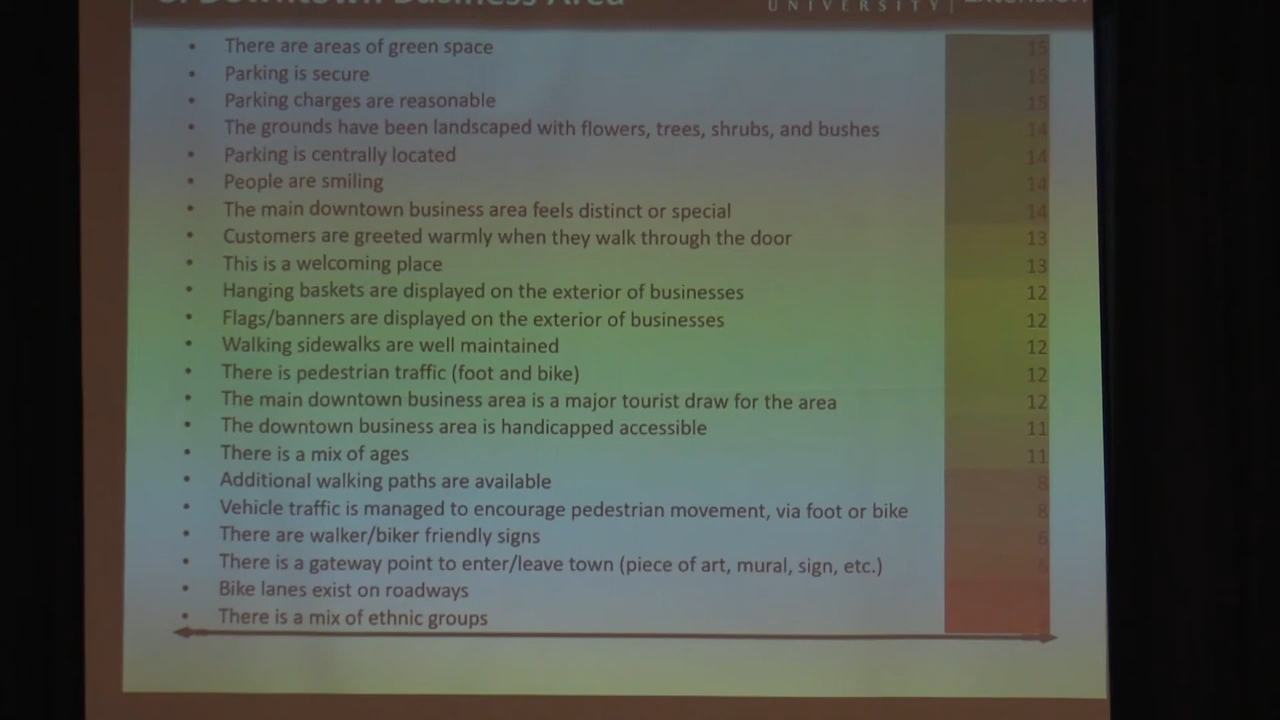 Downtown Business Area
UNIVERSITY | Extension
• There are areas of green space 15
• Parking is secure 15
• Parking charges are reasonable 15
• The grounds have been landscaped with flowers, trees, shrubs, and bushes 14
• Parking is centrally located 14
• People are smiling 14
• The main downtown business area feels distinct or special 14
• Customers are greeted warmly when they walk through the door 13
• This is a welcoming place 13
• Hanging baskets are displayed on the exterior of businesses 12
• Flags/banners are displayed on the exterior of businesses 12
• Walking sidewalks are well maintained 12
• There is pedestrian traffic (foot and bike) 12
• The main downtown business area is a major tourist draw for the area 12
• The downtown business area is handicapped accessible 11
• There is a mix of ages 11
• Additional walking paths are available 8
• Vehicle traffic is managed to encourage pedestrian movement, via foot or bike 8
• There are walker/biker friendly signs 6
• There is a gateway point to enter/leave town (piece of art, mural, sign, etc.)
• Bike lanes exist on roadways
• There is a mix of ethnic groups